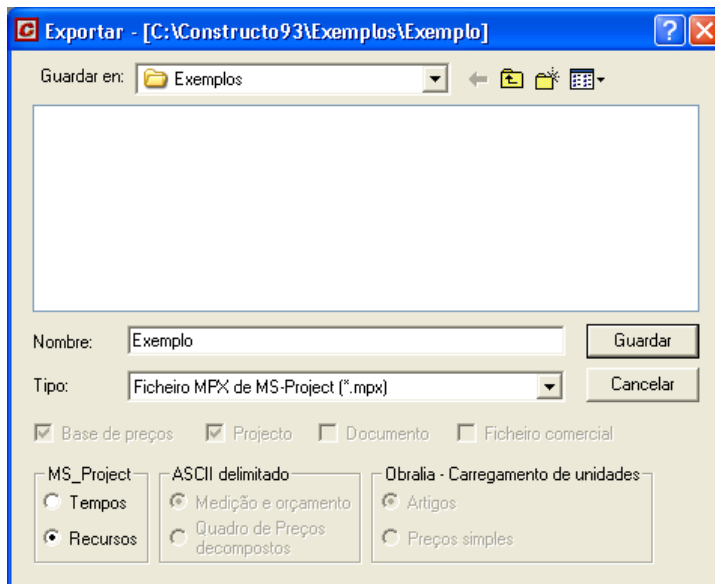 Exportar - [C:\Constructo93\Exemplos\Exemplo]
Guardar en: Exemplos
Nombre: Exemplo Guardar
Tipo: Ficheiro MPX de MS-Project (*.mpx) Cancelar
Base de preços Projecto Documento Ficheiro comercial
MS_Project ASCII delimitado Obralia - Carregamento de unidades
Tempos Medição e orçamento Artigos
Recursos Quadro de Preços decompostos Preços simples